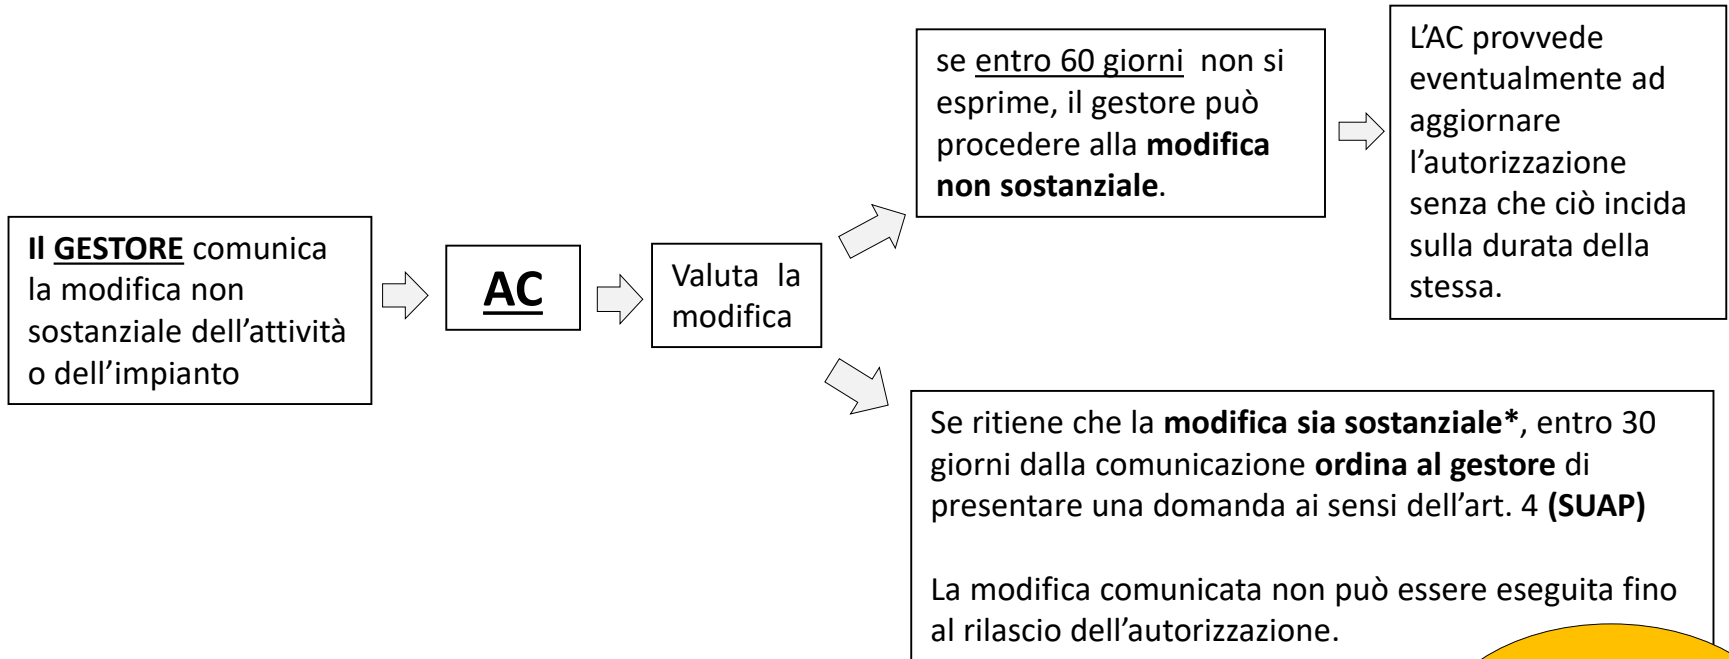 Il GESTORE comunica
la modifica non
sostanziale dell'attività
o dell'impianto
AC
Valuta la
modifica
se entro 60 giorni non si
esprime, il gestore può
procedere alla modifica
non sostanziale.
L'AC provvede
eventualmente ad
aggiornare
l'autorizzazione
senza che ciò incida
sulla durata della
stessa.
Se ritiene che la modifica sia sostanziale*, entro 30
giorni dalla comunicazione ordina al gestore di
presentare una domanda ai sensi dell'art. 4 (SUAP)
La modifica comunicata non può essere eseguita fino
al rilascio dell'autorizzazione.